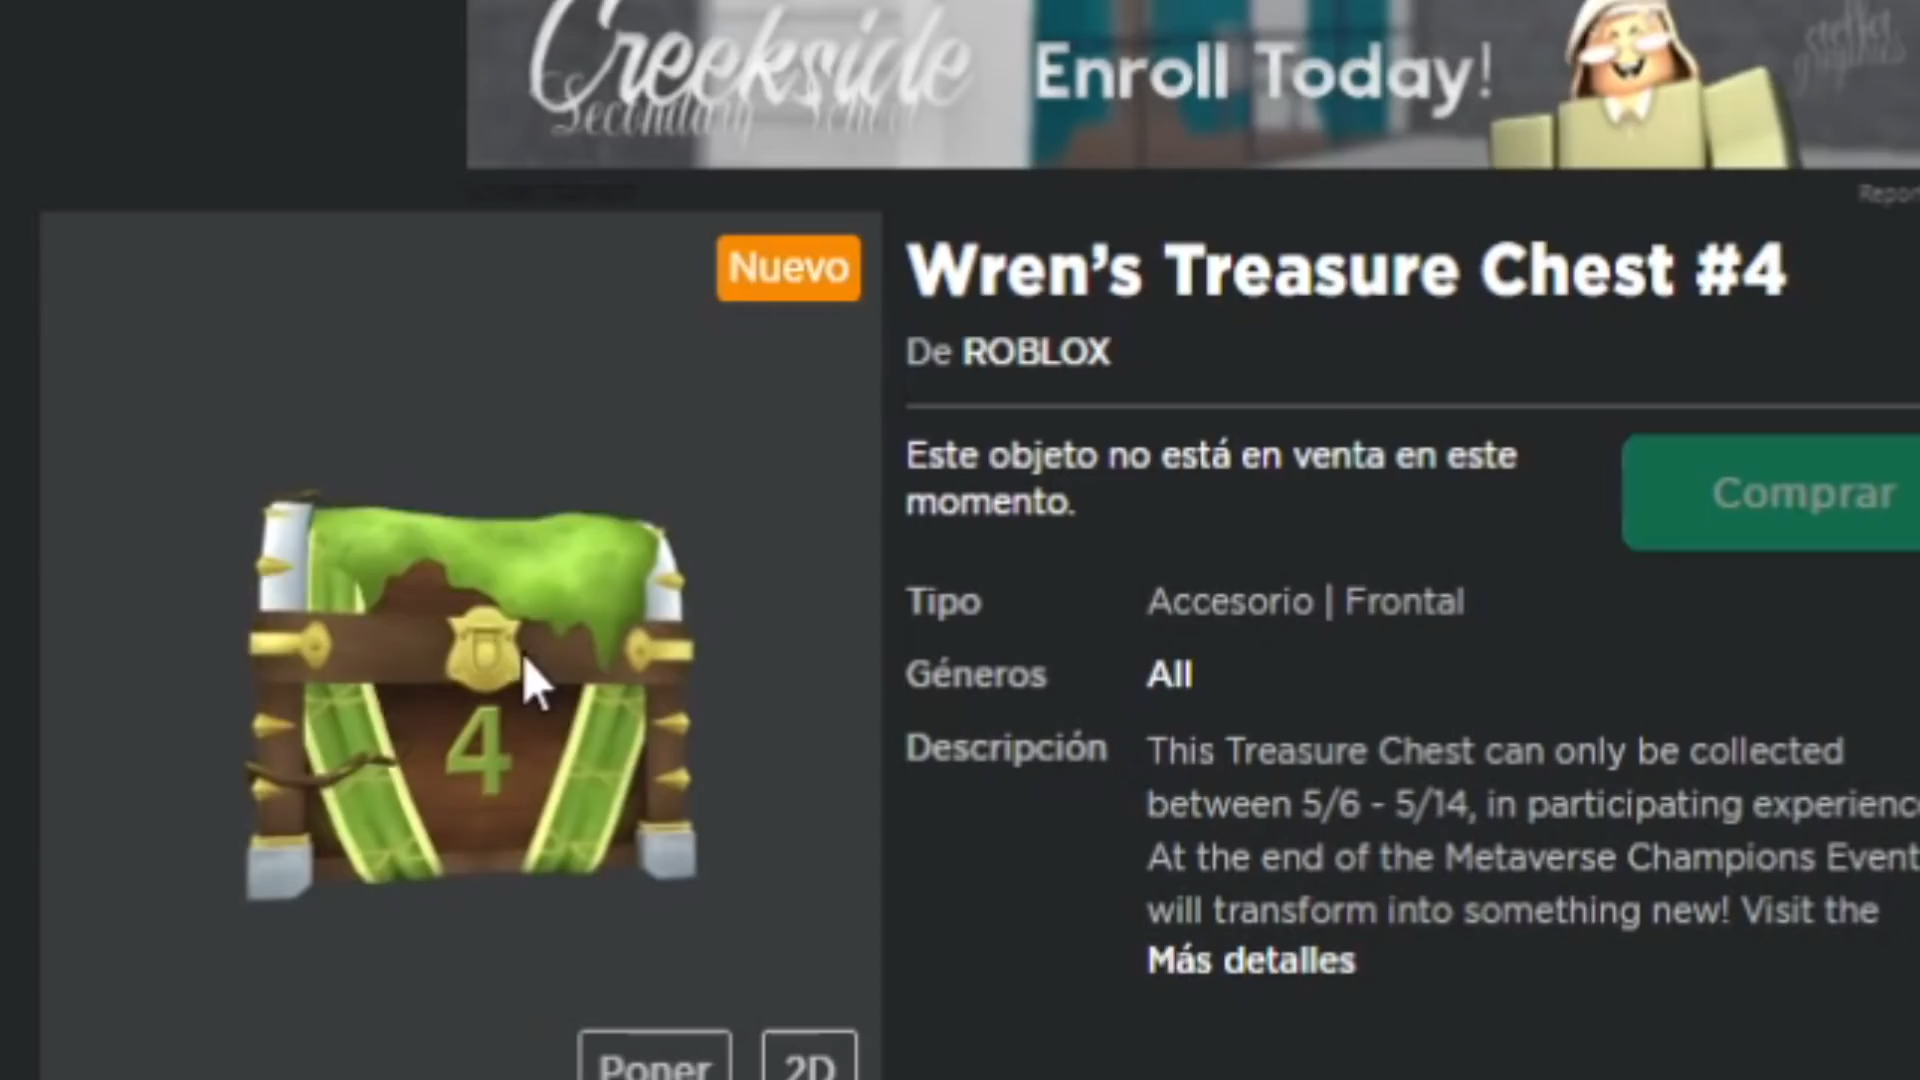 Creekside
Secondary School
Enroll Today!
Nuevo
Wren’s Treasure Chest #4
De ROBLOX
Este objeto no está en venta en este
momento.
Comprar
Tipo
Accesorio | Frontal
Géneros
All
Descripción
This Treasure Chest can only be collected
between 5/6 - 5/14, in participating
At the end of the Metaverse Champions Event
will transform into something new! Visit the
Más detalles
4
Poner
2D